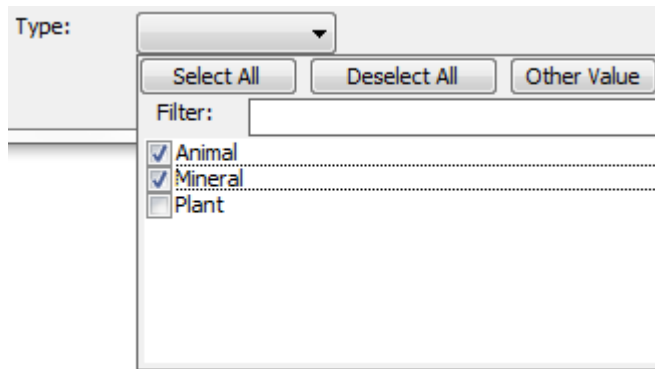 Type:
Select All Deselect All Other Value
Filter:
Animal
Mineral
Plant